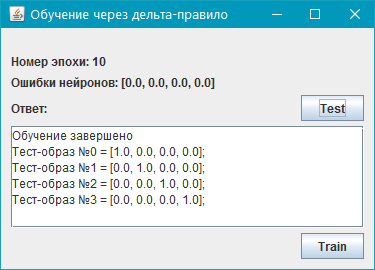 Обучение через дельта-правило
Номер эпохи: 10
Ошибки нейронов: [0.0, 0.0, 0.0, 0.0]
Ответ:
Test
Обучение завершено
Тест-образ №0 = [1.0, 0.0, 0.0, 0.0];
Тест-образ №1 = [0.0, 1.0, 0.0, 0.0];
Тест-образ №2 = [0.0, 0.0, 1.0, 0.0];
Тест-образ №3 = [0.0, 0.0, 0.0, 1.0];
Train